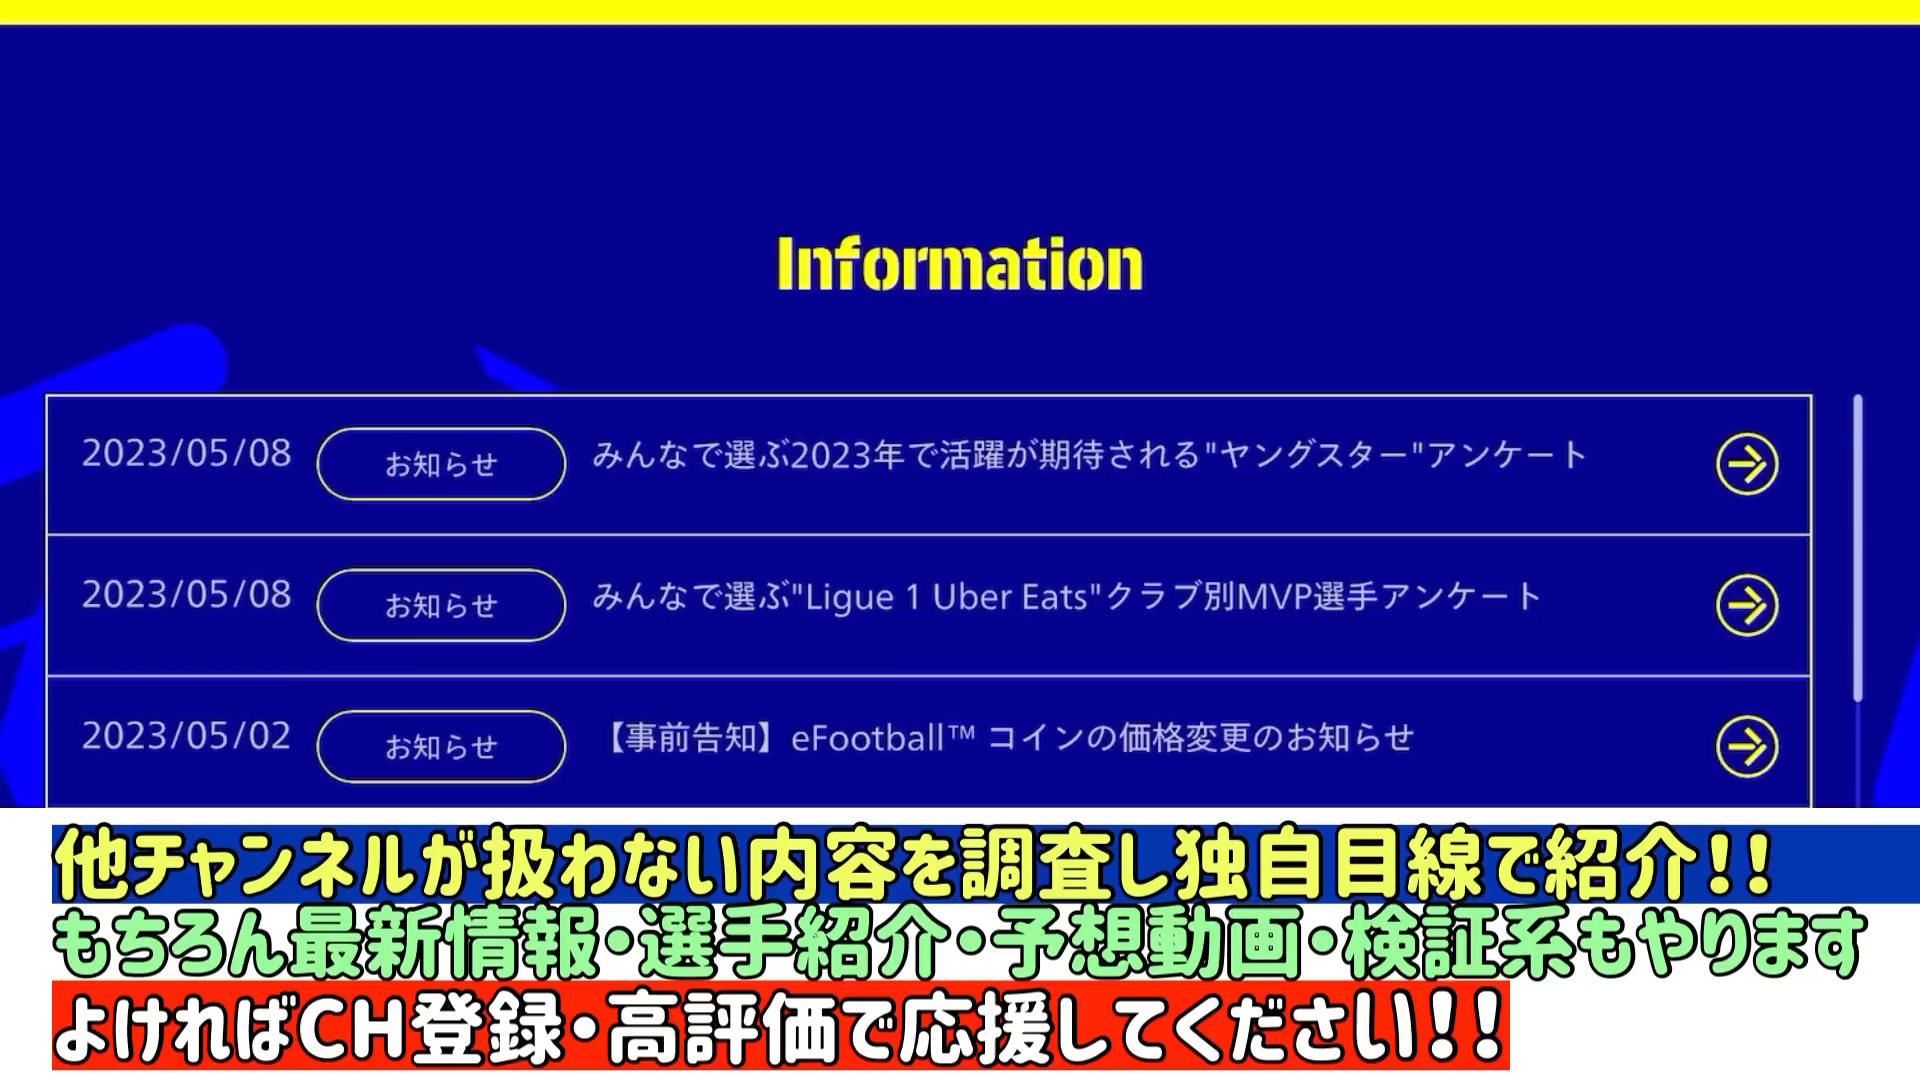 Information
2023/05/08 お知らせ みんなで選ぶ2023年で活躍が期待される"ヤングスター"アンケート
2023/05/08 お知らせ みんなで選ぶ"Ligue 1 Uber Eats"クラブ別MVP選手アンケート
2023/05/02 お知らせ 【事前告知】eFootball™ コインの価格変更のお知らせ
他チャンネルが扱わない内容を調査し独自目線で紹介!!
もちろん最新情報・選手紹介・予想動画・検証系もやります
よければCH登録・高評価で応援してください!!